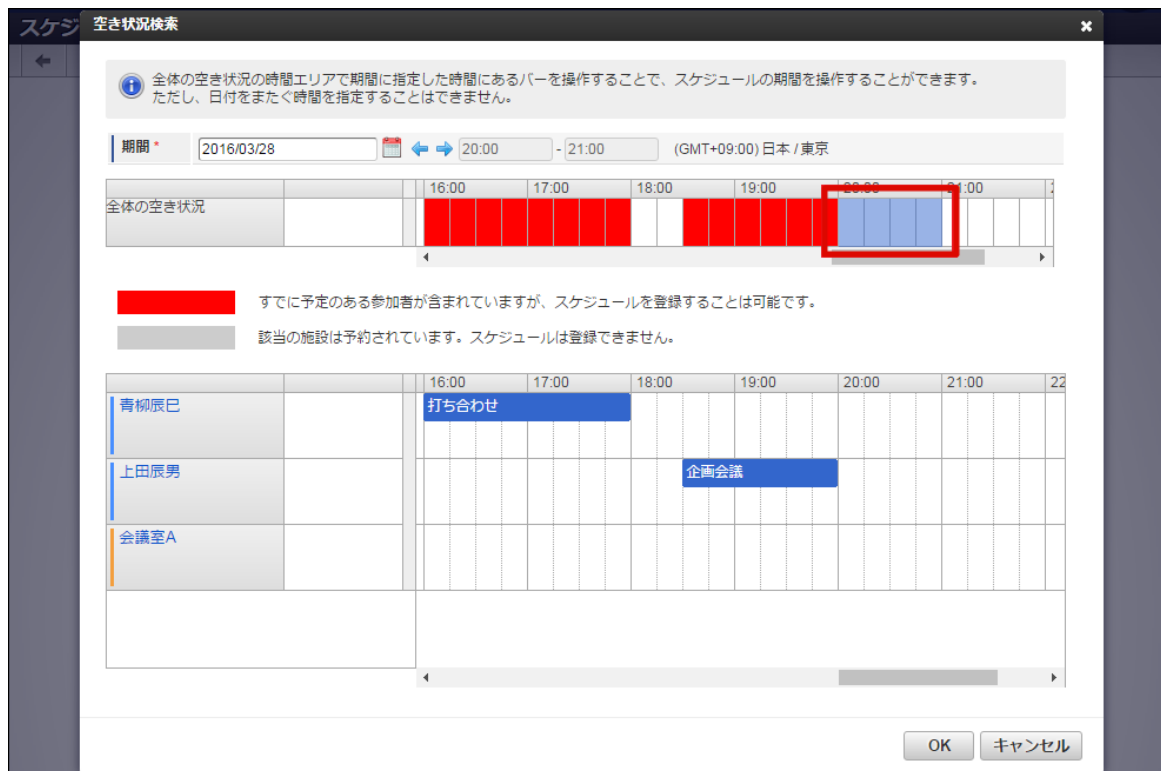 スケジ
空き状況検索
全体の空き状況の時間エリアで期間に指定した時間にあるバーを操作することで、スケジュールの期間を操作することができます。
ただし、日付をまたぐ時間を指定することはできません。
期間* 2016/03/28 20:00 - 21:00 (GMT+09:00) 日本 / 東京
16:00 17:00 18:00 19:00 20:00 21:00
全体の空き状況
すでに予定のある参加者が含まれていますが、スケジュールを登録することは可能です。
該当の施設は予約されています。スケジュールは登録できません。
16:00 17:00 18:00 19:00 20:00 21:00 22
青柳辰巳 打ち合わせ
上田辰男 企画会議
会議室A
OK キャンセル